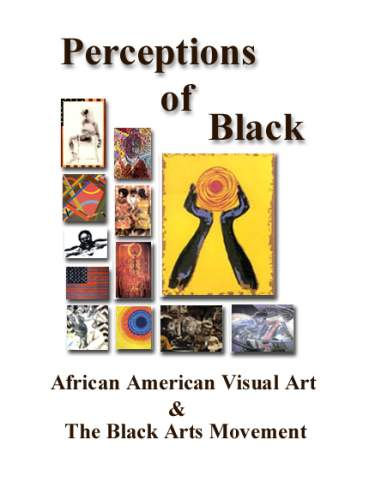 Perceptions
of
Black
African American Visual Art
&
The Black Arts Movement